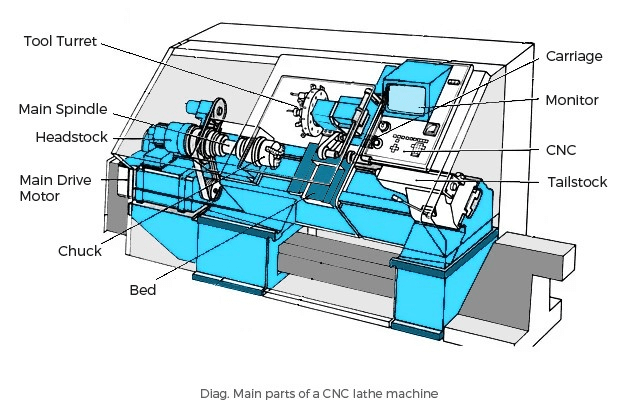 Tool Turret
Main Spindle
Headstock
Main Drive
Motor
Chuck
Bed
Carriage
Monitor
CNC
Tailstock
Diag. Main parts of a CNC lathe machine